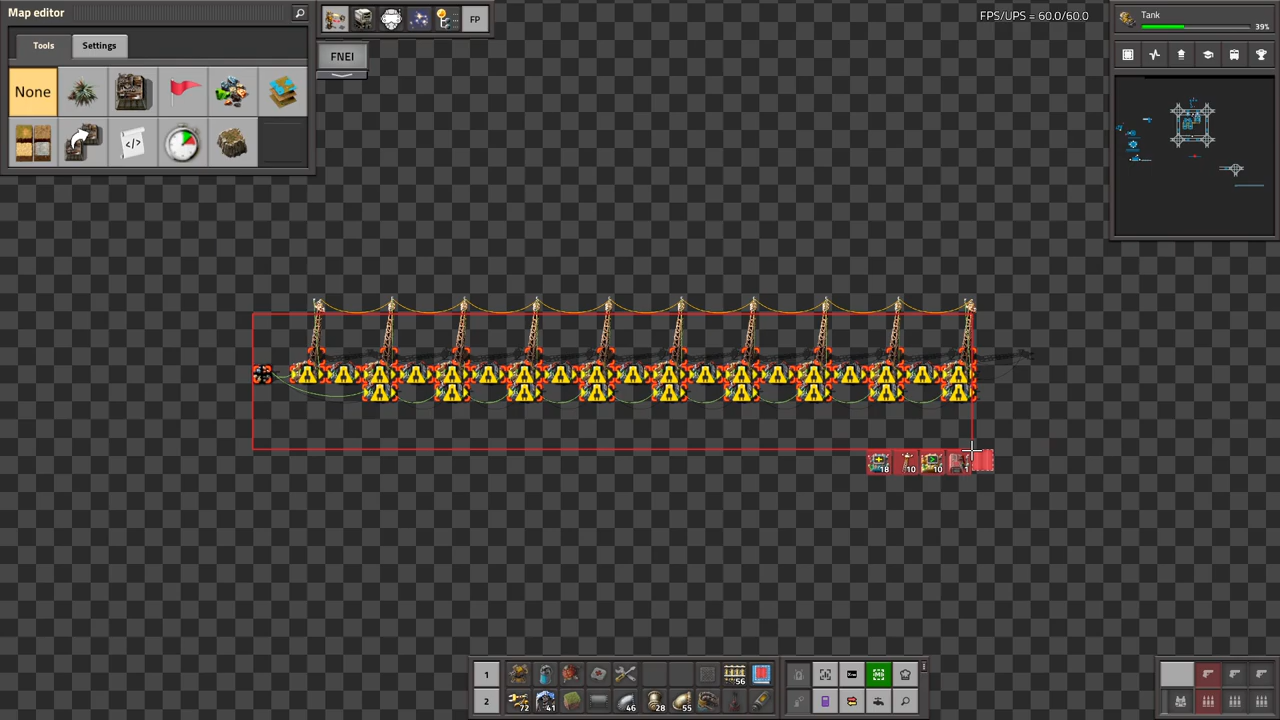 Map editor
Tools
Settings
None
</>
FP
FNEI
FPS/UPS = 60.0/60.0
Tank
39%
18
10
10
1
1
56
2
72
41
46
28
55